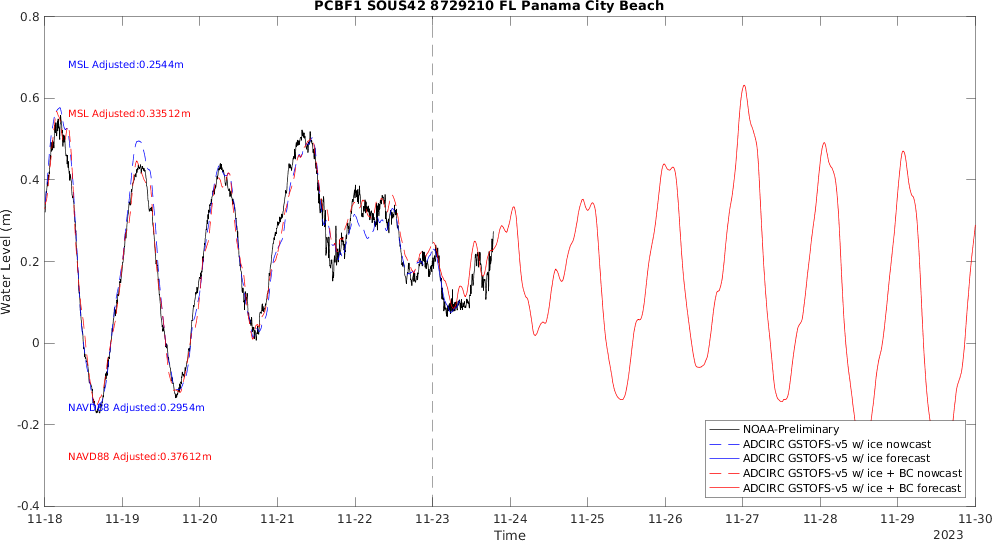 PCBF1 SOUS42 8729210 FL Panama City Beach
0.8
0.6
0.4
0.2
0
-0.2
-0.4
Water Level (m)
MSL Adjusted:0.2544m
MSL Adjusted:0.33512m
NAVD88 Adjusted:0.2954m
NAVD88 Adjusted:0.37612m
NOAA-Preliminary
ADCIRC GSTOFS-v5 w/ ice nowcast
ADCIRC GSTOFS-v5 w/ ice forecast
ADCIRC GSTOFS-v5 w/ ice + BC nowcast
ADCIRC GSTOFS-v5 w/ ice + BC forecast
11-18 11-19 11-20 11-21 11-22 11-23 11-24 11-25 11-26 11-27 11-28 11-29 11-30
Time
2023